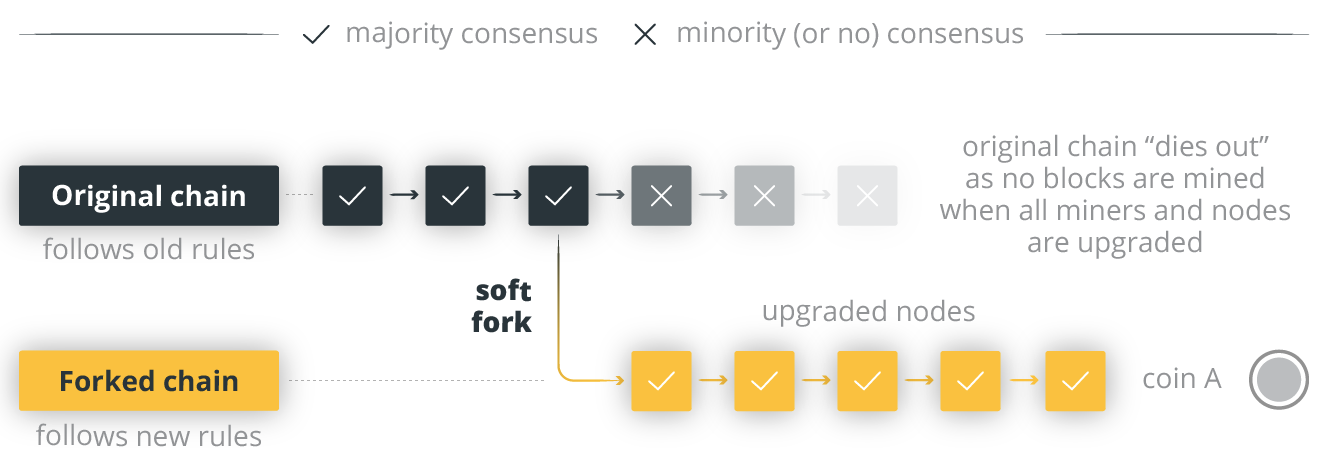 majority consensus minority (or no) consensus
Original chain
follows old rules
original chain “dies out”
as no blocks are mined
when all miners and nodes
are upgraded
soft
fork
upgraded nodes
Forked chain
follows new rules
coin A